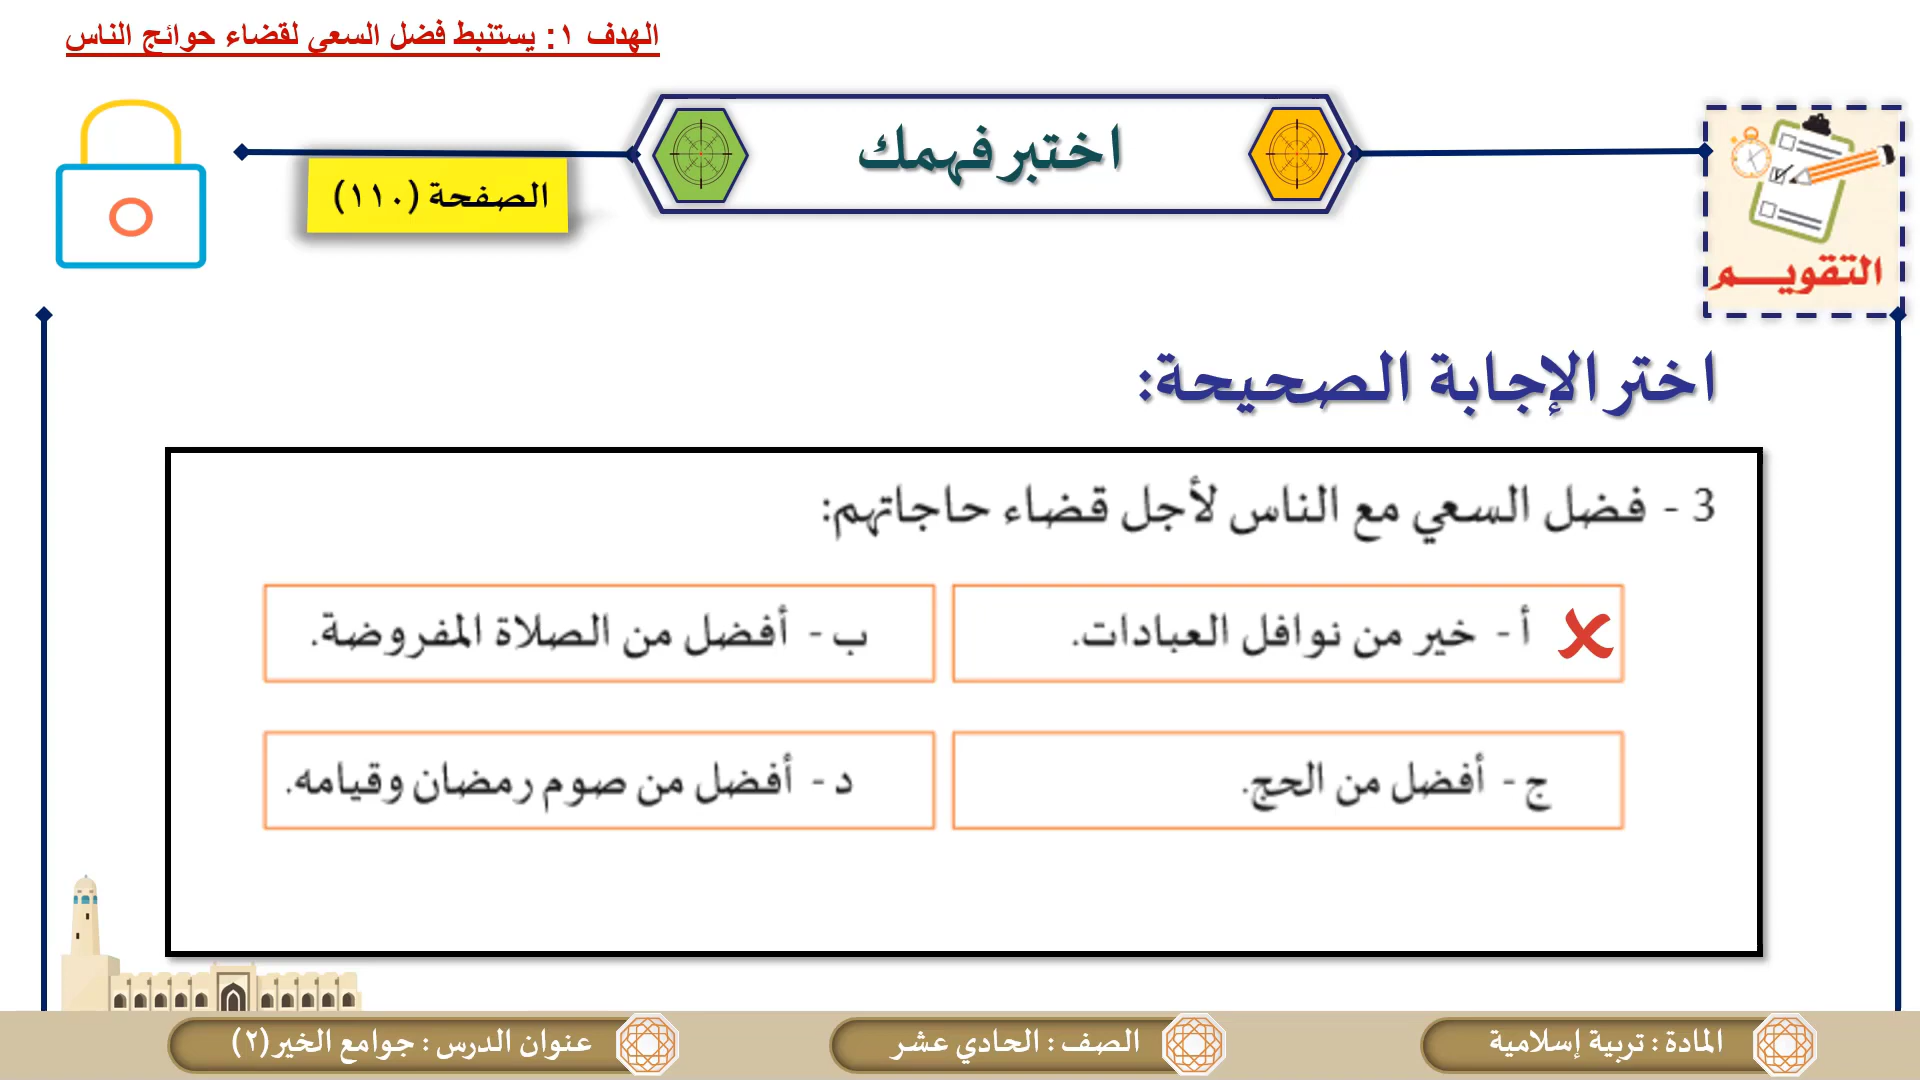 الهدف ١: يستنبط فضل السعي لقضاء حوائج الناس
اختبر فهمك
الصفحة (١١٠)
التقويم
اختر الإجابة الصحيحة:
3 - فضل السعي مع الناس لأجل قضاء حاجاتهم:
أ - خير من نوافل العبادات.
ب - أفضل من الصلاة المفروضة.
ج - أفضل من الحج.
د - أفضل من صوم رمضان وقيامه.
المادة : تربية إسلامية
الصف : الحادي عشر
عنوان الدرس : جوامع الخير (٢)